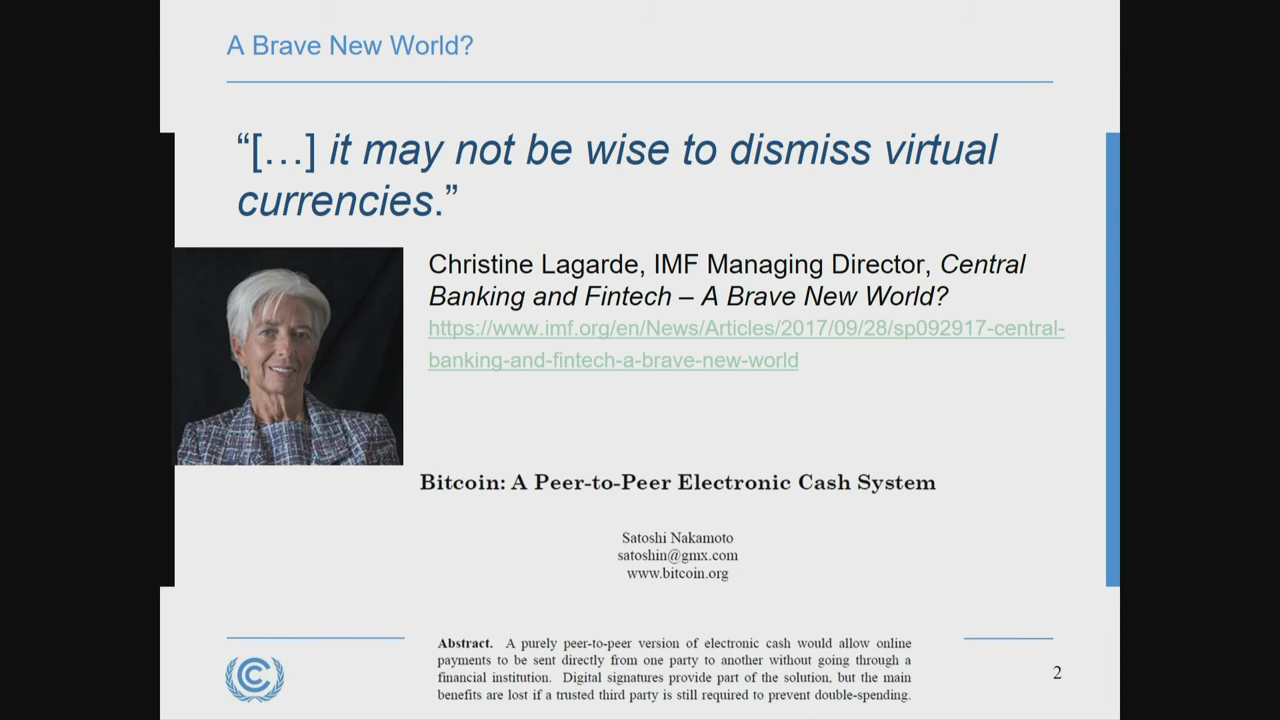 A Brave New World?
“[…] it may not be wise to dismiss virtual
currencies.”
Christine Lagarde, IMF Managing Director, Central
Banking and Fintech – A Brave New World?
https://www.imf.org/en/News/Articles/2017/09/28/sp092917-central-
banking-and-fintech-a-brave-new-world
Bitcoin: A Peer-to-Peer Electronic Cash System
Satoshi Nakamoto
satoshin@gmx.com
www.bitcoin.org
Abstract. A purely peer-to-peer version of electronic cash would allow online
payments to be sent directly from one party to another without going through a
financial institution. Digital signatures provide part of the solution, but the main
benefits are lost if a trusted third party is still required to prevent double-spending.
2